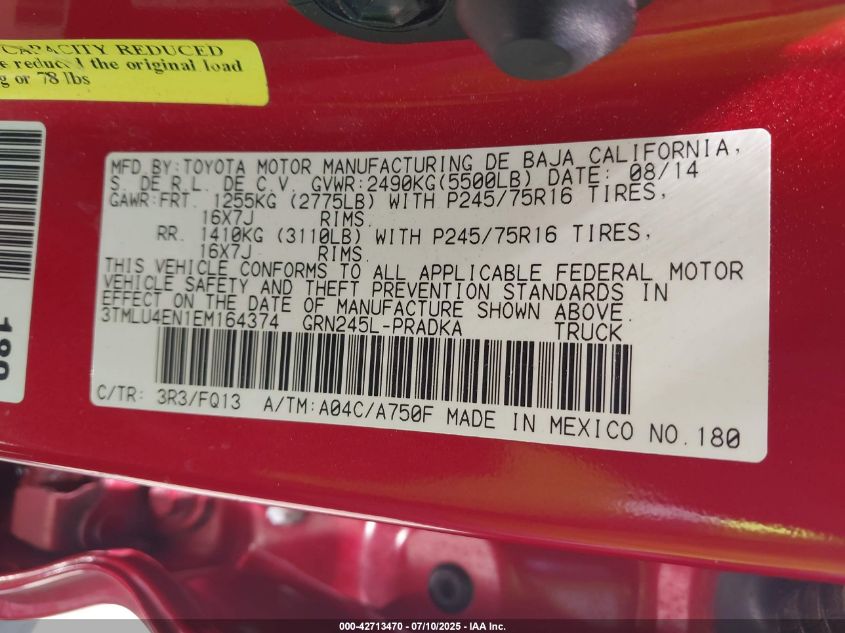 CAPACITY REDUCED
reduced the original load
or 78 lbs
MFD BY: TOYOTA MOTOR MANUFACTURING DE BAJA CALIFORNIA,
S. DE R.L. DE C.V. GVWR:2490KG(5500LB) DATE: 08/14
GAWR:FRT. 1255KG (2775LB) WITH P245/75R16 TIRES,
16X7J RIMS.
RR. 1410KG (3110LB) WITH P245/75R16 TIRES,
16X7J RIMS.
THIS VEHICLE CONFORMS TO ALL APPLICABLE FEDERAL MOTOR
VEHICLE SAFETY AND THEFT PREVENTION STANDARDS IN
EFFECT ON THE DATE OF MANUFACTURE SHOWN ABOVE.
3TMLU4EN1EM164374 GRN245L-PRADKA TRUCK
C/TR: 3R3/FQ13 A/TM:A04C/A750F MADE IN MEXICO NO.180
000-42713470 - 07/10/2025 - IAA Inc.